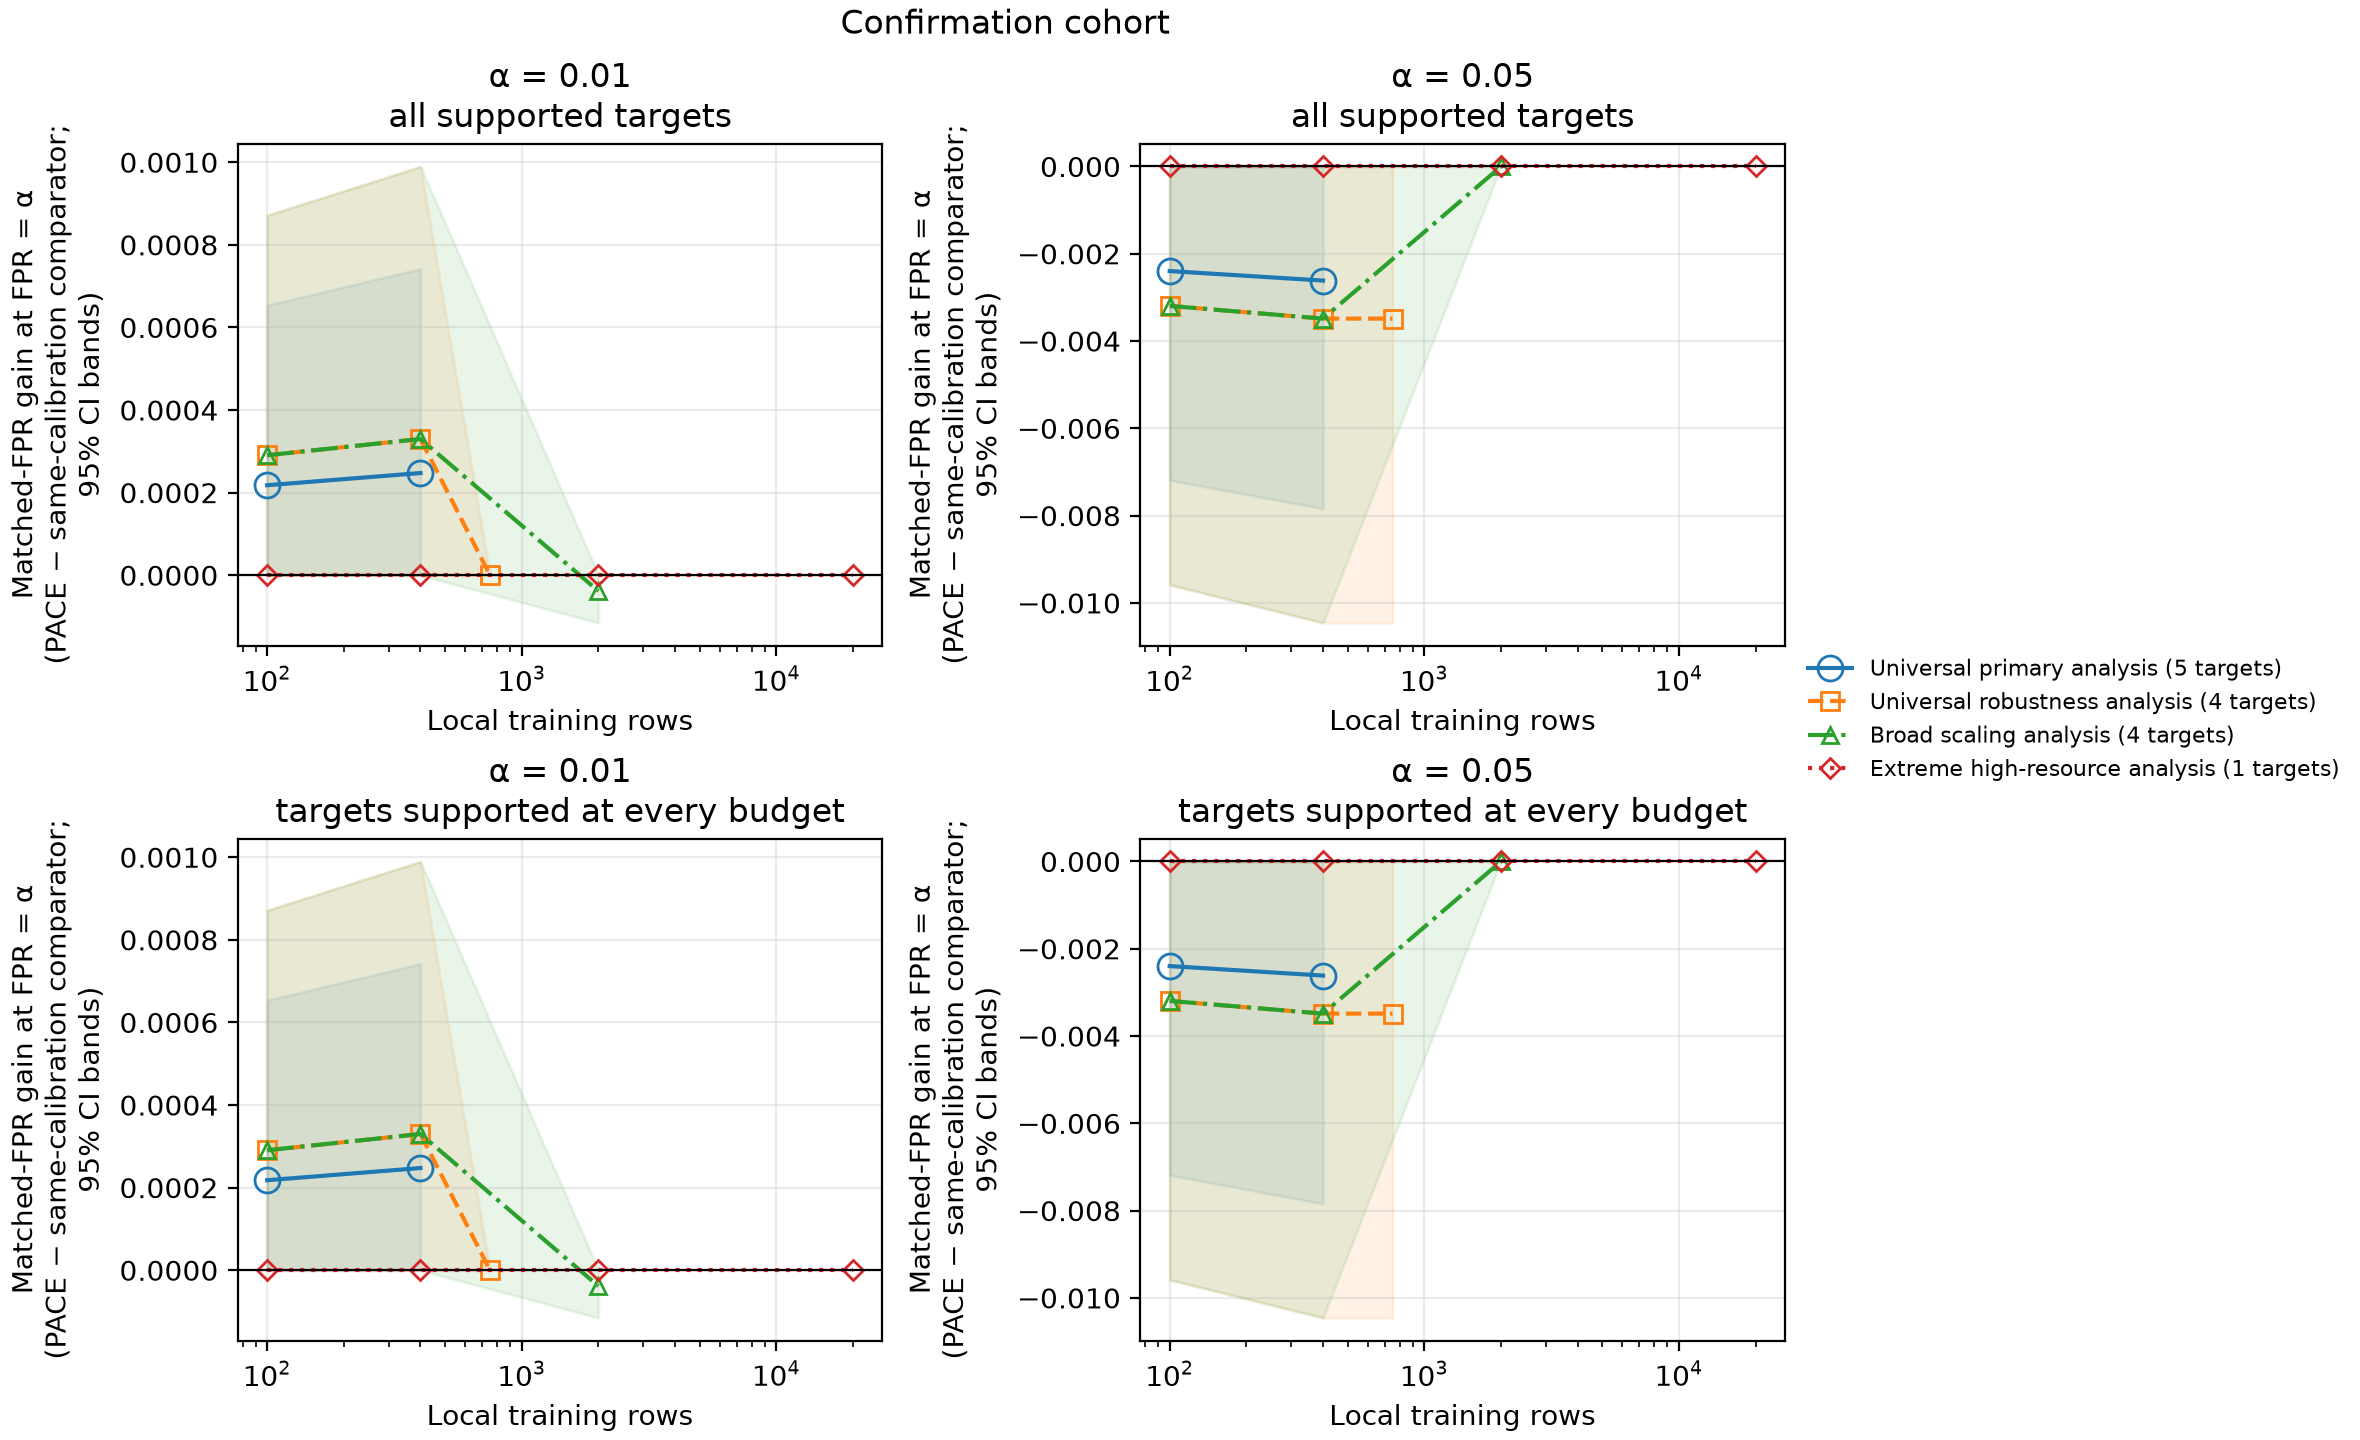 Confirmation cohort
α = 0.01
all supported targets
Matched-FPR gain at FPR = α
(PACE − same-calibration comparator;
95% CI bands)
0.0010
0.0008
0.0006
0.0004
0.0002
0.0000
10²
10³
10⁴
Local training rows
α = 0.05
all supported targets
Matched-FPR gain at FPR = α
(PACE − same-calibration comparator;
95% CI bands)
0.000
−0.002
−0.004
−0.006
−0.008
−0.010
10²
10³
10⁴
Local training rows
Universal primary analysis (5 targets)
Universal robustness analysis (4 targets)
Broad scaling analysis (4 targets)
Extreme high-resource analysis (1 targets)
α = 0.01
targets supported at every budget
Matched-FPR gain at FPR = α
(PACE − same-calibration comparator;
95% CI bands)
0.0010
0.0008
0.0006
0.0004
0.0002
0.0000
10²
10³
10⁴
Local training rows
α = 0.05
targets supported at every budget
Matched-FPR gain at FPR = α
(PACE − same-calibration comparator;
95% CI bands)
0.000
−0.002
−0.004
−0.006
−0.008
−0.010
10²
10³
10⁴
Local training rows